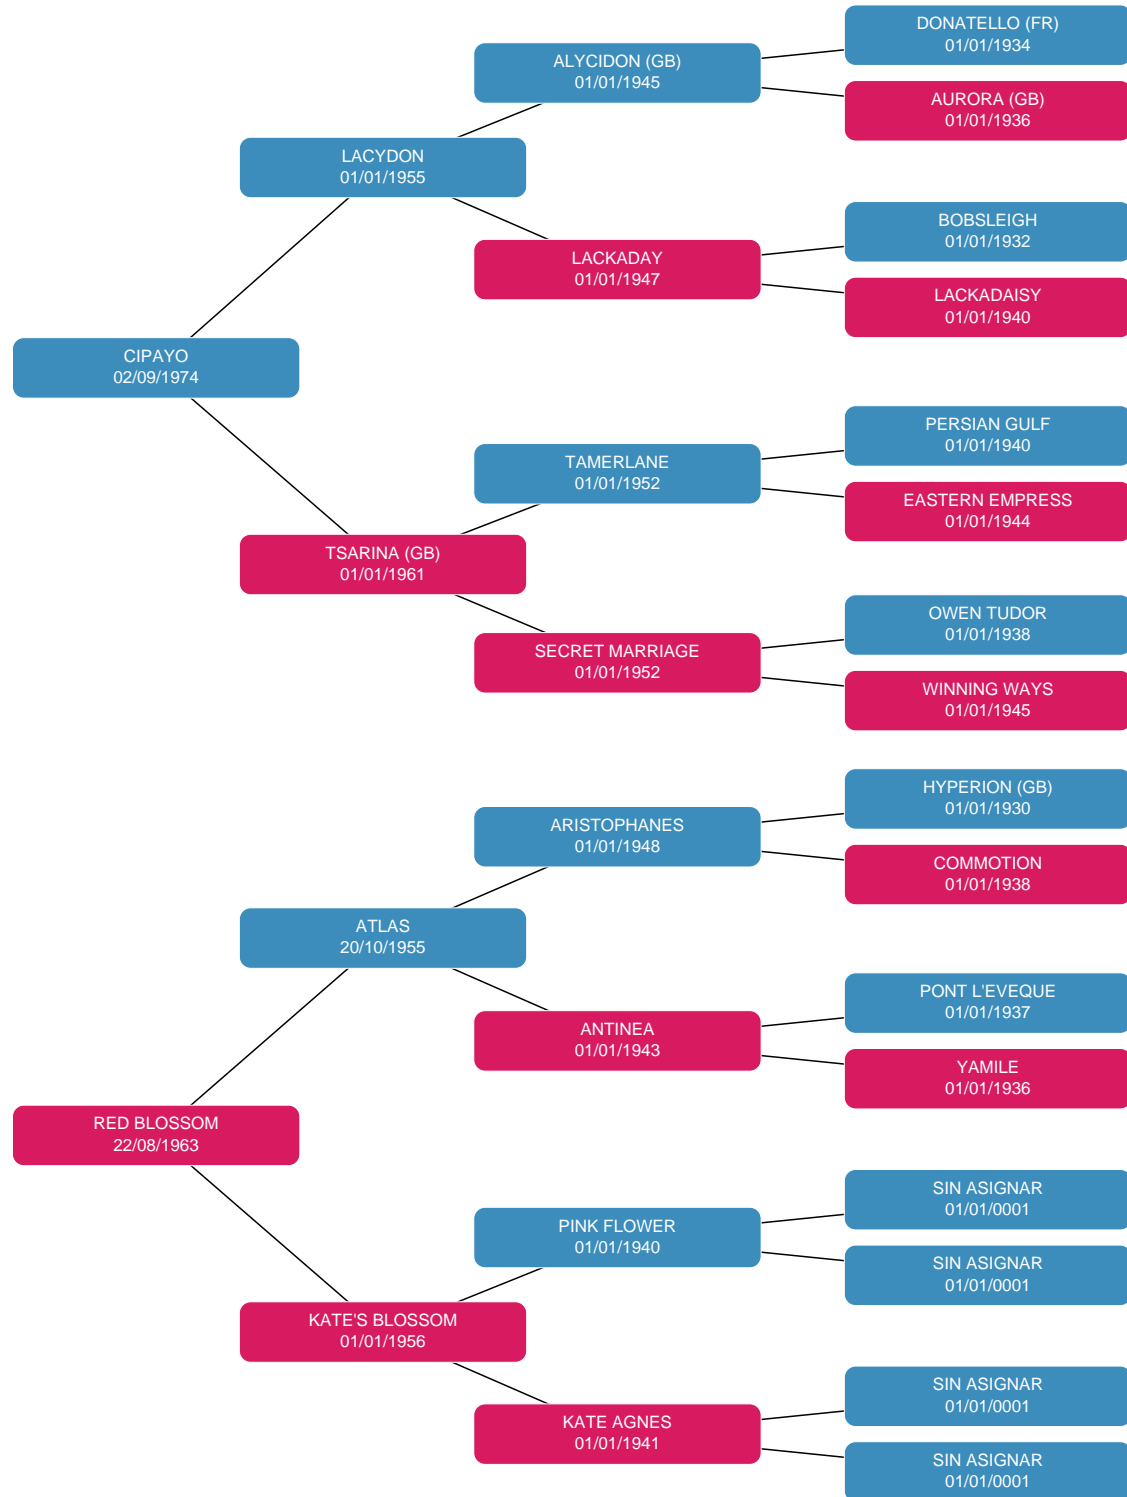 DONATELLO (FR)
01/01/1934
ALYCIDON (GB)
01/01/1945
AURORA (GB)
01/01/1936
LACYDON
01/01/1955
BOBSLEIGH
01/01/1932
LACKADAY
01/01/1947
LACKADAISY
01/01/1940
CIPAYO
02/09/1974
PERSIAN GULF
01/01/1940
TAMERLANE
01/01/1952
EASTERN EMPRESS
01/01/1944
TSARINA (GB)
01/01/1961
OWEN TUDOR
01/01/1938
SECRET MARRIAGE
01/01/1952
WINNING WAYS
01/01/1945
HYPERION (GB)
01/01/1930
ARISTOPHANES
01/01/1948
COMMOTION
01/01/1938
ATLAS
20/10/1955
PONT L'EVEQUE
01/01/1937
ANTINEA
01/01/1943
YAMILE
01/01/1936
RED BLOSSOM
22/08/1963
SIN ASIGNAR
01/01/0001
PINK FLOWER
01/01/1940
SIN ASIGNAR
01/01/0001
KATE'S BLOSSOM
01/01/1956
SIN ASIGNAR
01/01/0001
KATE AGNES
01/01/1941
SIN ASIGNAR
01/01/0001